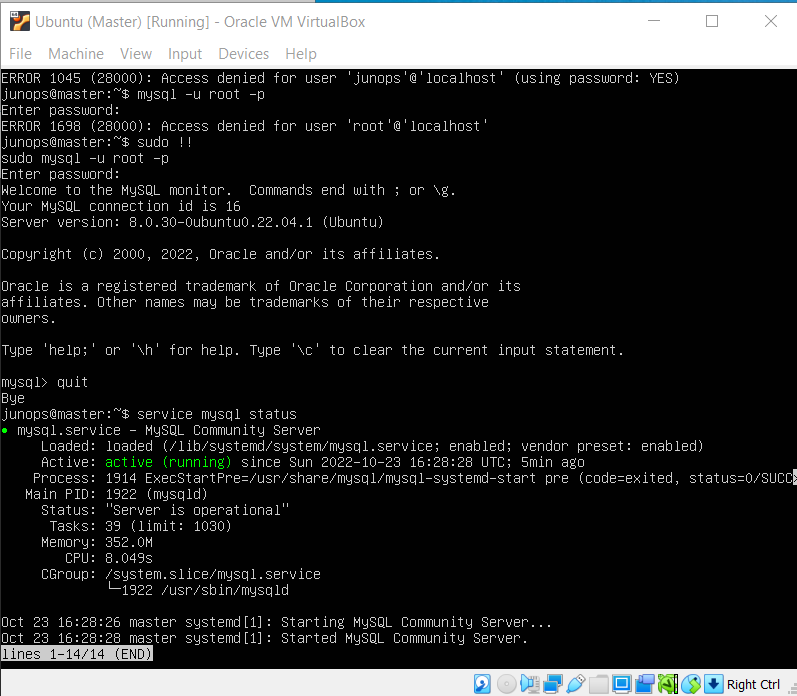 Ubuntu (Master) [Running] - Oracle VM VirtualBox
File Machine View Input Devices Help
ERROR 1045 (28000): Access denied for user 'junops'@'localhost' (using password: YES)
junops@master:~$ mysql -u root -p
Enter password:
ERROR 1698 (28000): Access denied for user 'root'@'localhost'
junops@master:~$ sudo !!
sudo mysql -u root -p
Enter password:
Welcome to the MySQL monitor.  Commands end with ; or \g.
Your MySQL connection id is 16
Server version: 8.0.30-0ubuntu0.22.04.1 (Ubuntu)
Copyright (c) 2000, 2022, Oracle and/or its affiliates.
Oracle is a registered trademark of Oracle Corporation and/or its
affiliates. Other names may be trademarks of their respective
owners.
Type 'help;' or '\h' for help. Type '\c' to clear the current input statement.
mysql> quit
Bye
junops@master:~$ service mysql status
● mysql.service - MySQL Community Server
Loaded: loaded (/lib/systemd/system/mysql.service; enabled; vendor preset: enabled)
Active: active (running) since Sun 2022-10-23 16:28:28 UTC; 5min ago
Process: 1914 ExecStartPre=/usr/share/mysql/mysql-systemd-start pre (code=exited, status=0/SUCC>
Main PID: 1922 (mysqld)
Status: "Server is operational"
Tasks: 39 (limit: 1030)
Memory: 352.0M
CPU: 8.049s
CGroup: /system.slice/mysql.service
└─1922 /usr/sbin/mysqld
Oct 23 16:28:26 master systemd[1]: Starting MySQL Community Server...
Oct 23 16:28:28 master systemd[1]: Started MySQL Community Server.
lines 1-14/14 (END)
Right Ctrl